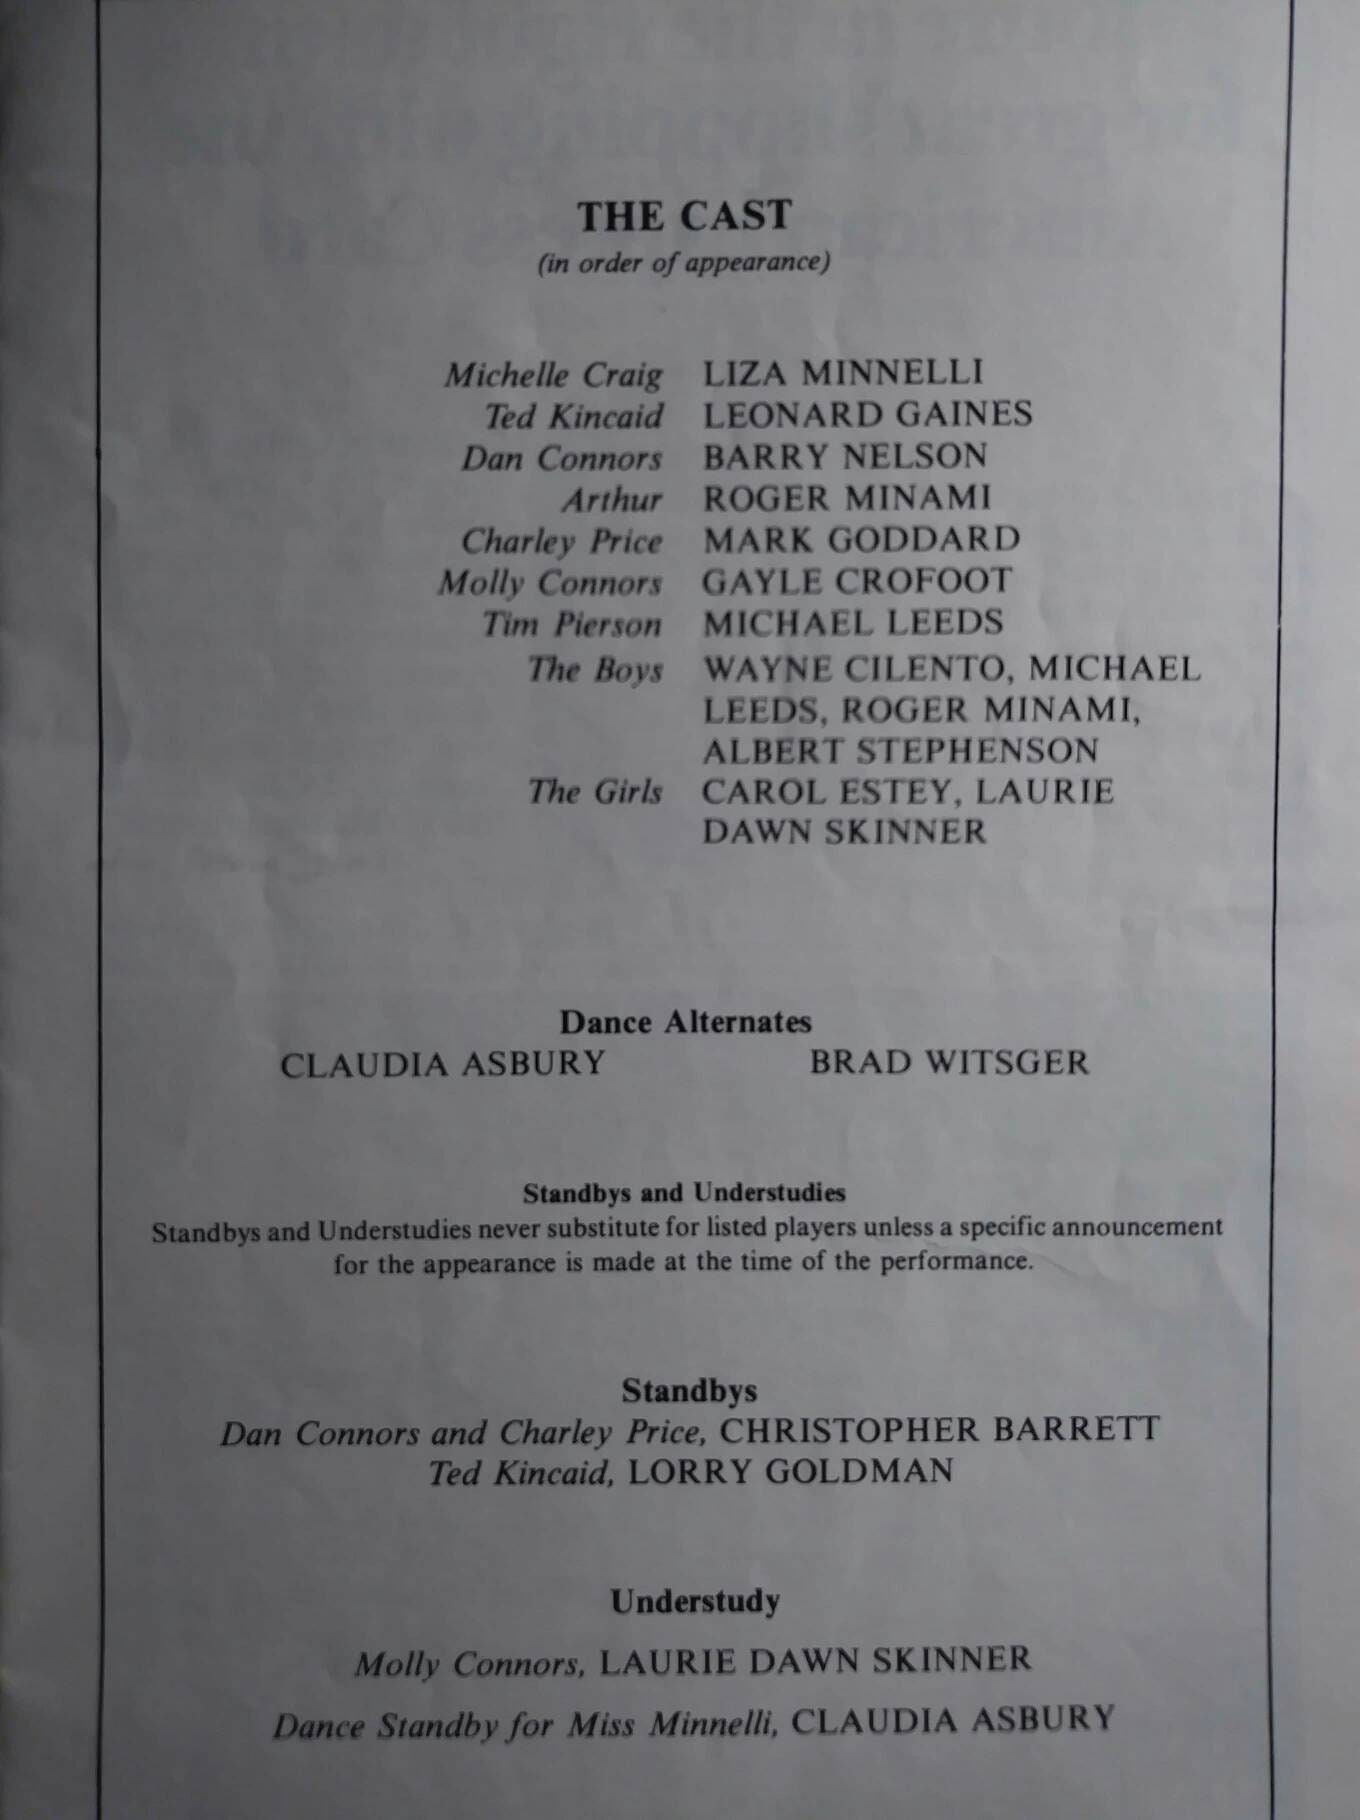 THE CAST
(in order of appearance)
Michelle Craig LIZA MINNELLI
Ted Kincaid LEONARD GAINES
Dan Connors BARRY NELSON
Arthur ROGER MINAMI
Charley Price MARK GODDARD
Molly Connors GAYLE CROFOOT
Tim Pierson MICHAEL LEEDS
The Boys WAYNE CILENTO, MICHAEL
LEEDS, ROGER MINAMI,
ALBERT STEPHENSON
The Girls CAROL ESTEY, LAURIE
DAWN SKINNER
Dance Alternates
CLAUDIA ASBURY BRAD WITSGER
Standbys and Understudies
Standbys and Understudies never substitute for listed players unless a specific announcement
for the appearance is made at the time of the performance.
Standbys
Dan Connors and Charley Price, CHRISTOPHER BARRETT
Ted Kincaid, LORRY GOLDMAN
Understudy
Molly Connors, LAURIE DAWN SKINNER
Dance Standby for Miss Minnelli, CLAUDIA ASBURY